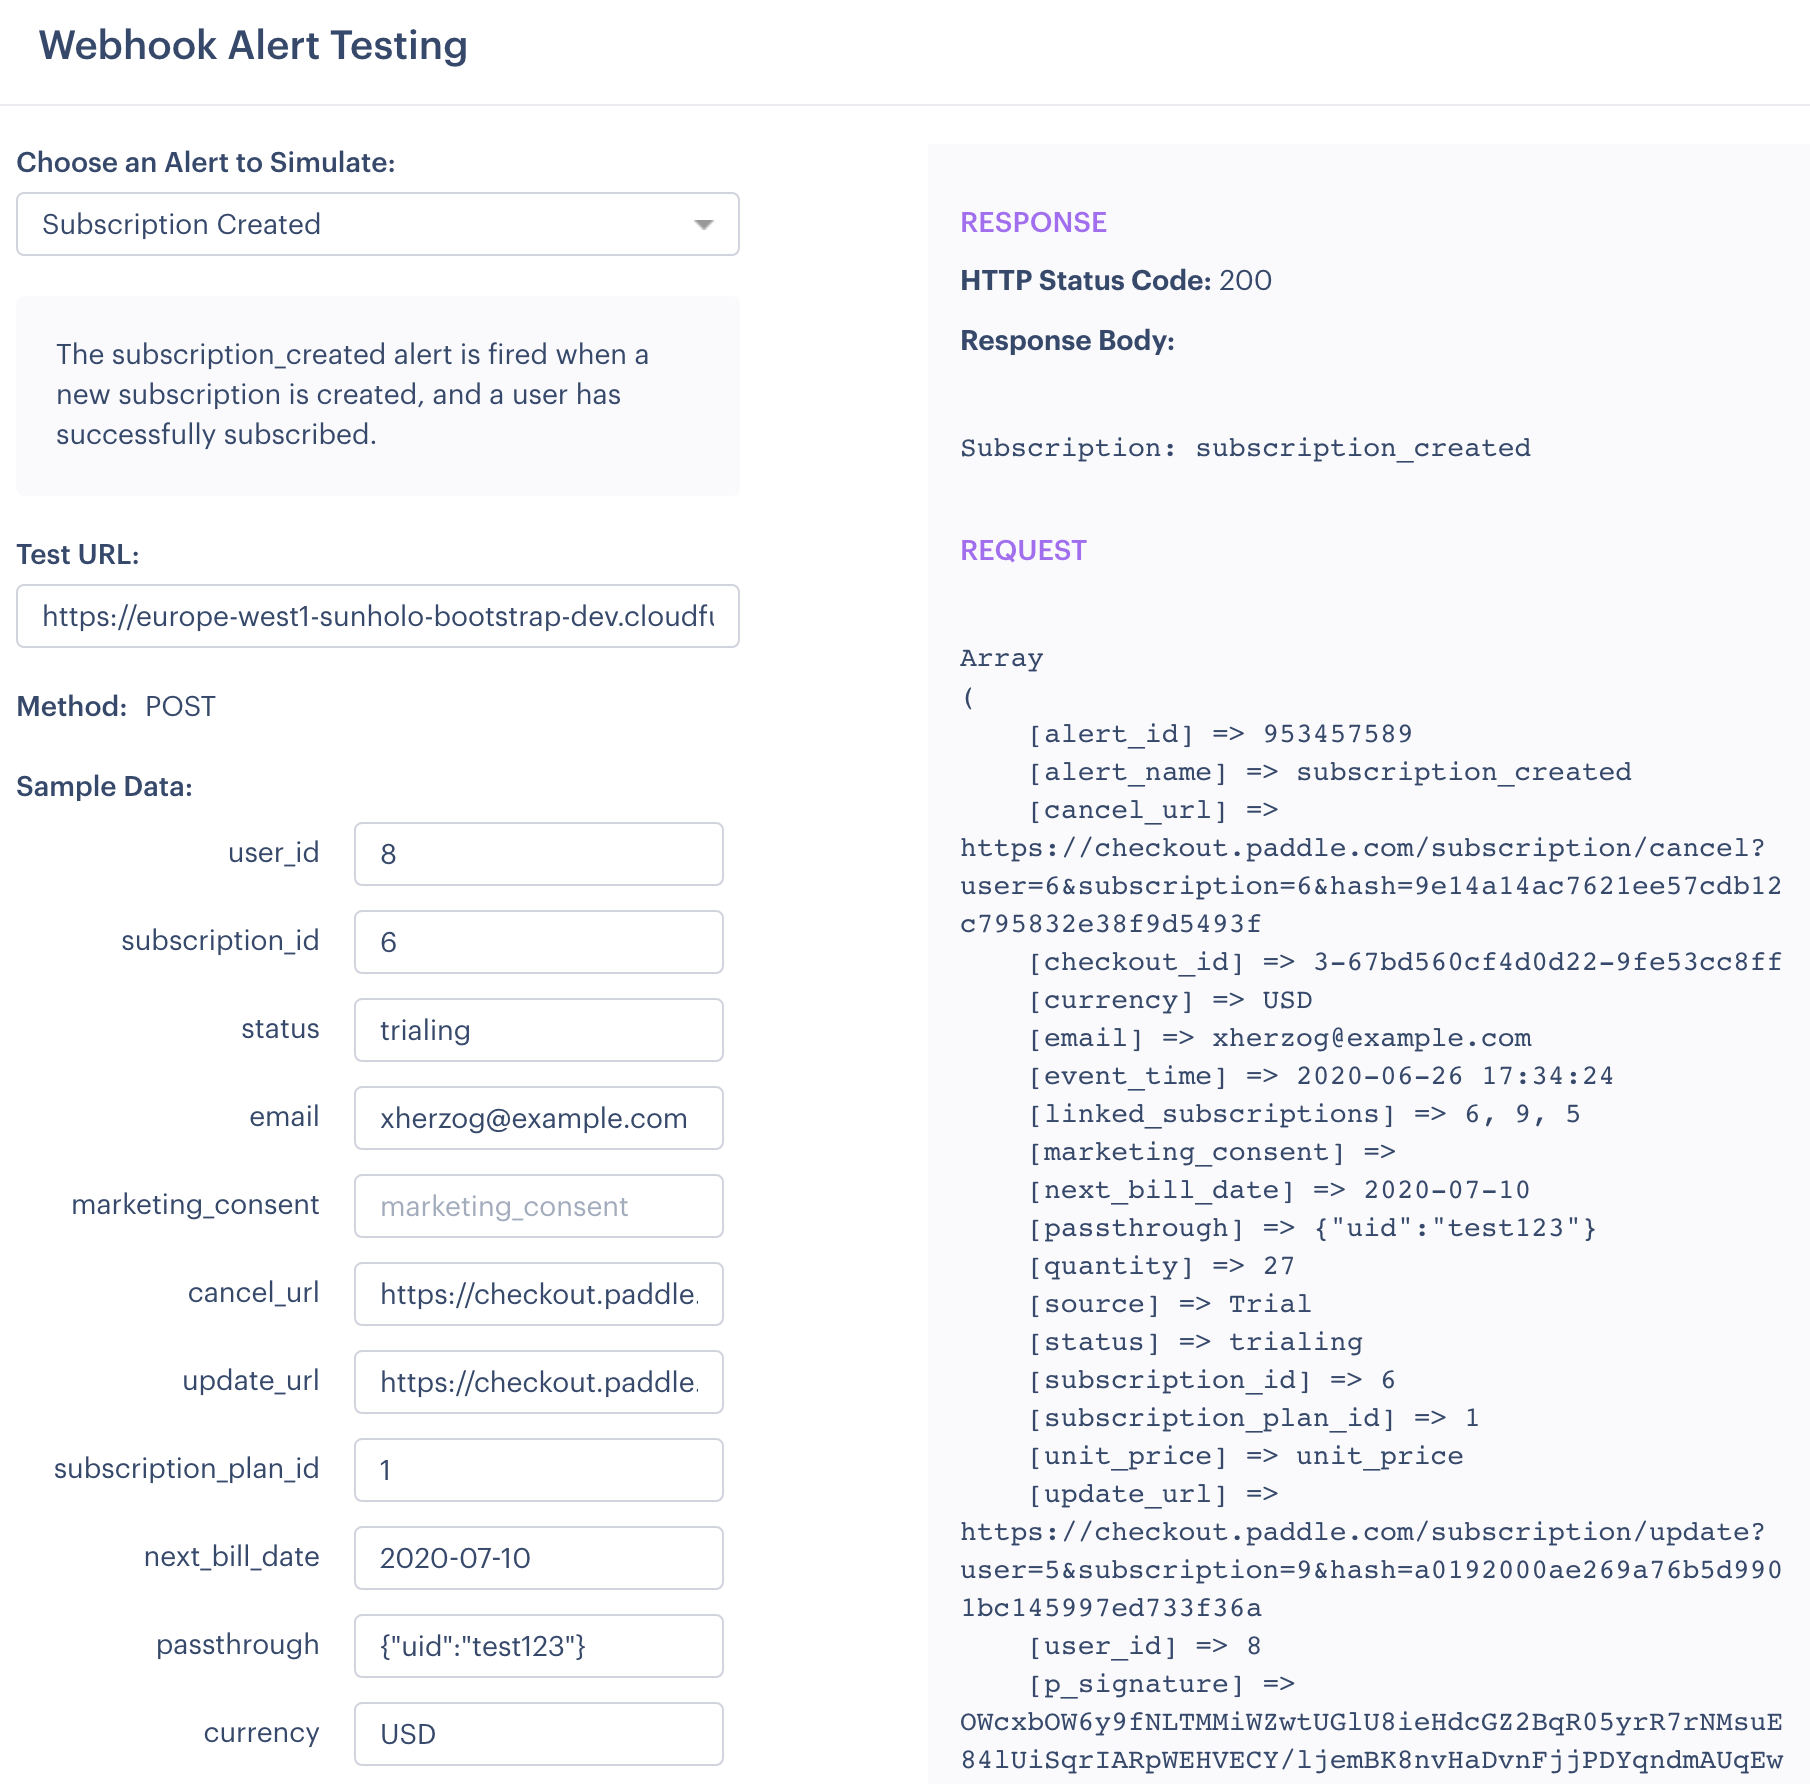 Webhook Alert Testing
Choose an Alert to Simulate:
Subscription Created
The subscription_created alert is fired when a
new subscription is created, and a user has
successfully subscribed.
Test URL:
https://europe-west1-sunholo-bootstrap-dev.cloudfu
Method: POST
Sample Data:
user_id 8
subscription_id 6
status trialing
email xherzog@example.com
marketing_consent marketing_consent
cancel_url https://checkout.paddle.
update_url https://checkout.paddle.
subscription_plan_id 1
next_bill_date 2020-07-10
passthrough {"uid":"test123"}
currency USD
RESPONSE
HTTP Status Code: 200
Response Body:
Subscription: subscription_created
REQUEST
Array
(
[alert_id] => 953457589
[alert_name] => subscription_created
[cancel_url] =>
https://checkout.paddle.com/subscription/cancel?
user=6&subscription=6&hash=9e14a14ac7621ee57cdb12
c795832e38f9d5493f
[checkout_id] => 3-67bd560cf4d0d22-9fe53cc8ff
[currency] => USD
[email] => xherzog@example.com
[event_time] => 2020-06-26 17:34:24
[linked_subscriptions] => 6, 9, 5
[marketing_consent] =>
[next_bill_date] => 2020-07-10
[passthrough] => {"uid":"test123"}
[quantity] => 27
[source] => Trial
[status] => trialing
[subscription_id] => 6
[subscription_plan_id] => 1
[unit_price] => unit_price
[update_url] =>
https://checkout.paddle.com/subscription/update?
user=5&subscription=9&hash=a0192000ae269a76b5d990
1bc145997ed733f36a
[user_id] => 8
[p_signature] =>
OWcxbOW6y9fNLTMMiWZwtUGlU8ieHdcGZ2BqR05yrR7rNMsuE
84lUiSqrIARpWEHVECY/ljemBK8nvHaDvnFjjPDYqndmAUqEw